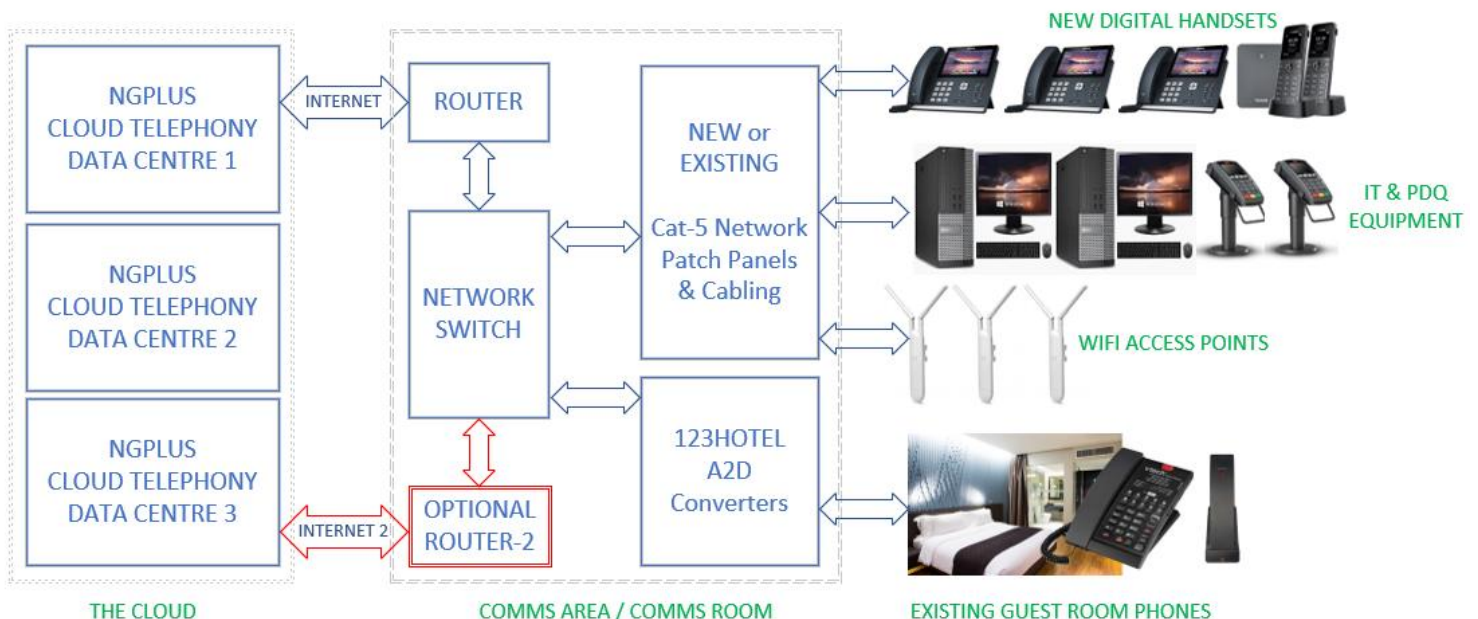 NEW DIGITAL HANDSETS
NGPLUS
CLOUD TELEPHONY
DATA CENTRE 1
INTERNET
ROUTER
NEW or
EXISTING
Cat-5 Network
Patch Panels
& Cabling
IT & PDQ
EQUIPMENT
NGPLUS
CLOUD TELEPHONY
DATA CENTRE 2
NETWORK
SWITCH
WIFI ACCESS POINTS
NGPLUS
CLOUD TELEPHONY
DATA CENTRE 3
INTERNET 2
OPTIONAL
ROUTER-2
123HOTEL
A2D
Converters
vtech
THE CLOUD
COMMS AREA / COMMS ROOM
EXISTING GUEST ROOM PHONES